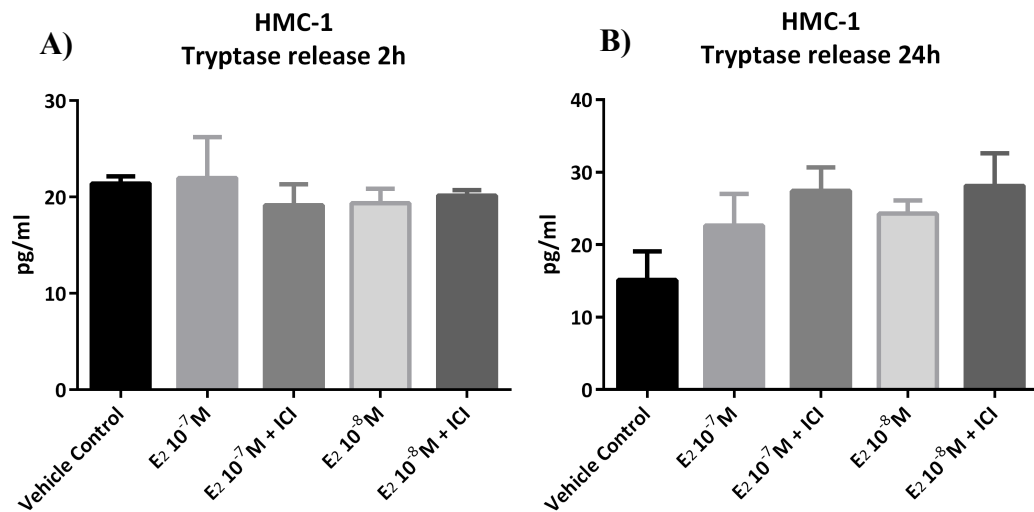 A)
HMC-1
Tryptase release 2h
pg/ml
30
20
10
0
Vehicle Control
E₂ 10⁻⁷M
E₂ 10⁻⁷M + ICI
E₂ 10⁻⁸M
E₂ 10⁻⁸M + ICI
B)
HMC-1
Tryptase release 24h
pg/ml
40
30
20
10
0
Vehicle Control
E₂ 10⁻⁷M
E₂ 10⁻⁷M + ICI
E₂ 10⁻⁸M
E₂ 10⁻⁸M + ICI